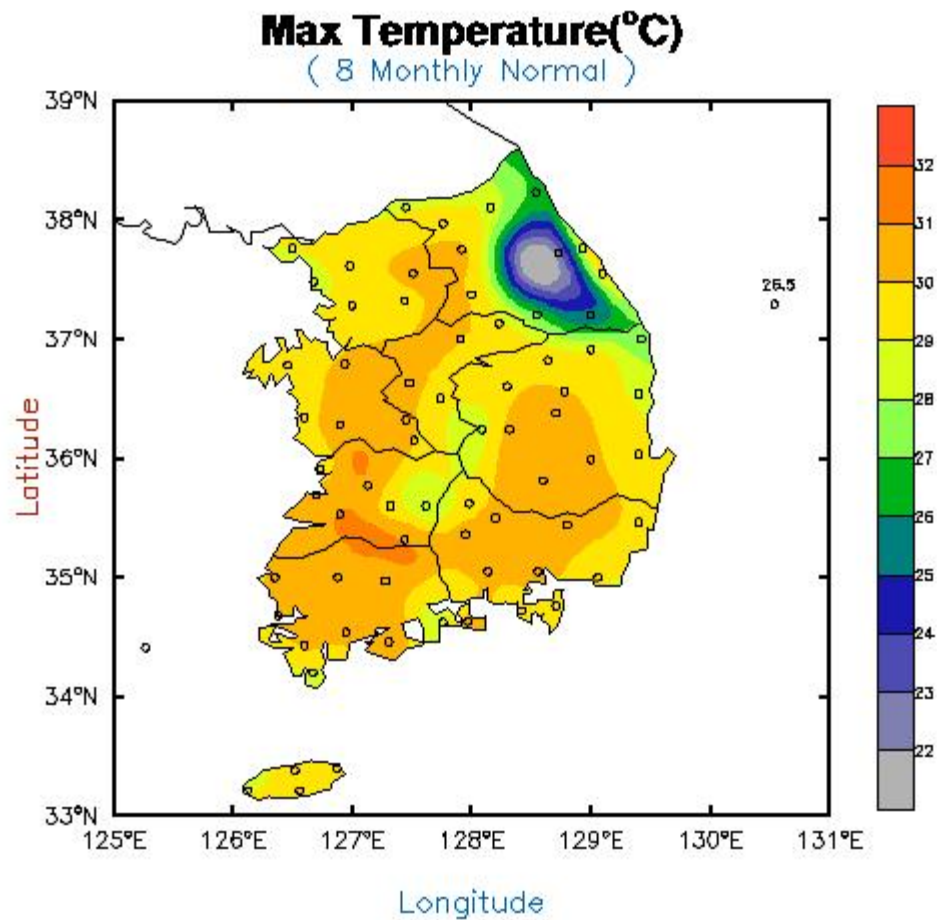 Max Temperature(°C)
( 8 Monthly Normal )
39°N
38°N
37°N
36°N
35°N
34°N
33°N
Latitude
125°E 126°E 127°E 128°E 129°E 130°E 131°E
Longitude
26.5
32
31
30
29
28
27
26
25
24
23
22